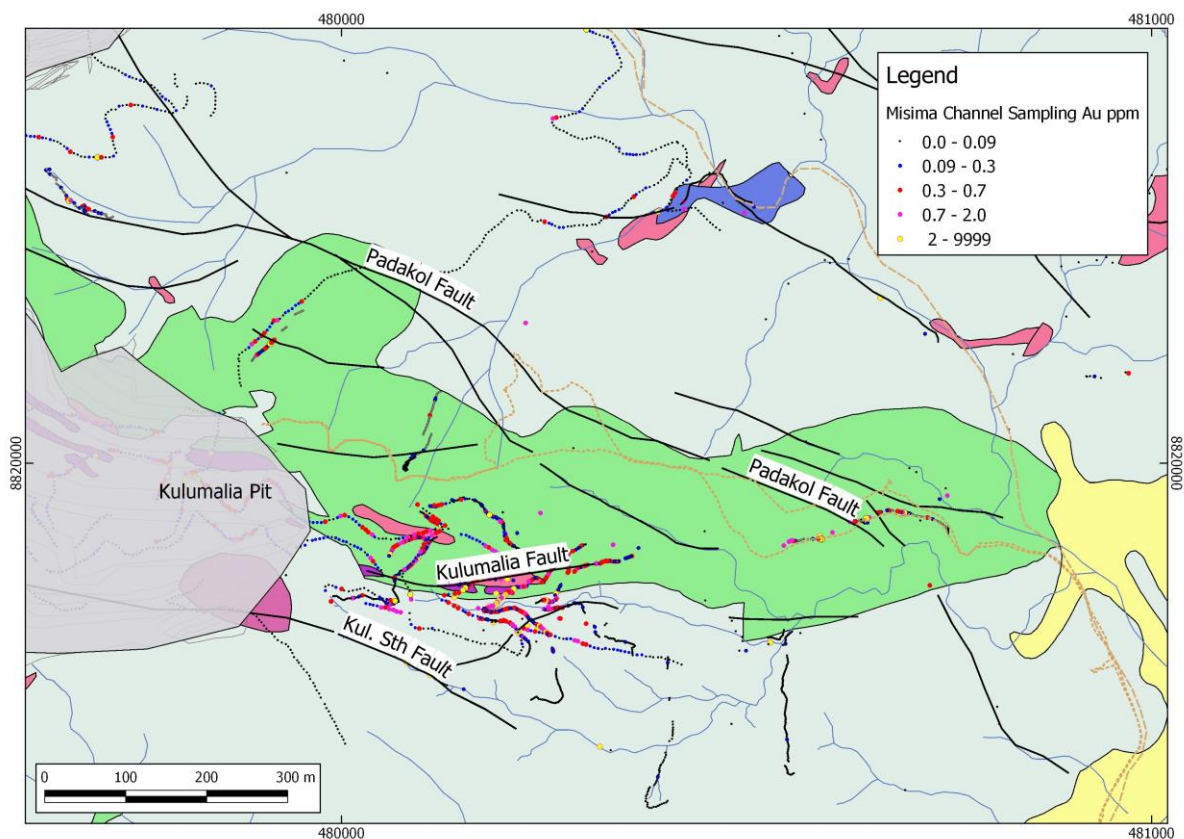 480000
481000
Legend
Misima Channel Sampling Au ppm
0.0 - 0.09
0.09 - 0.3
0.3 - 0.7
0.7 - 2.0
2 - 9999
Padakol Fault
8820000
8820000
Kulumalia Pit
Padakol Fault
Kulumalia Fault
Kul. Sth Fault
0 100 200 300 m
480000
481000